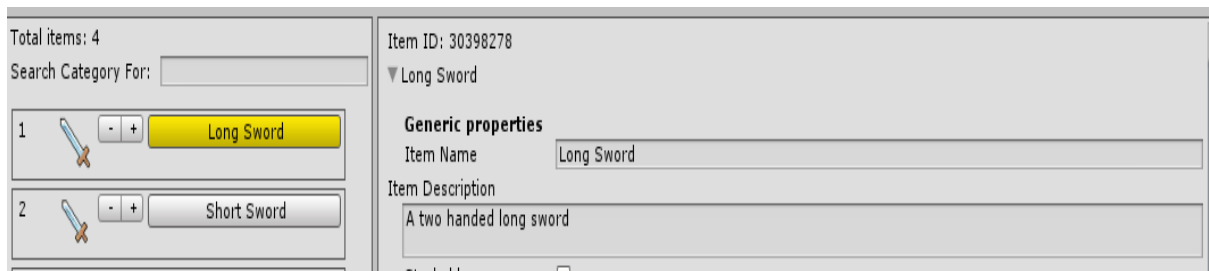 Total items: 4
Search Category For:
1 - + Long Sword
2 - + Short Sword
Item ID: 30398278
Long Sword
Generic properties
Item Name Long Sword
Item Description
A two handed long sword